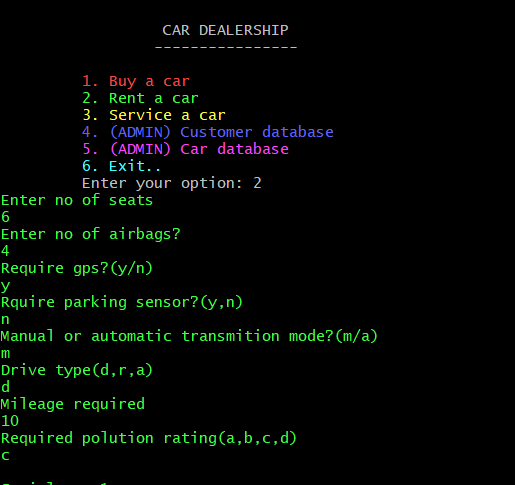 CAR DEALERSHIP
----------------
1. Buy a car
2. Rent a car
3. Service a car
4. (ADMIN) Customer database
5. (ADMIN) Car database
6. Exit..
Enter your option: 2
Enter no of seats
6
Enter no of airbags?
4
Require gps?(y/n)
y
Rquire parking sensor?(y,n)
n
Manual or automatic transmition mode?(m/a)
m
Drive type(d,r,a)
d
Mileage required
10
Required polution rating(a,b,c,d)
c